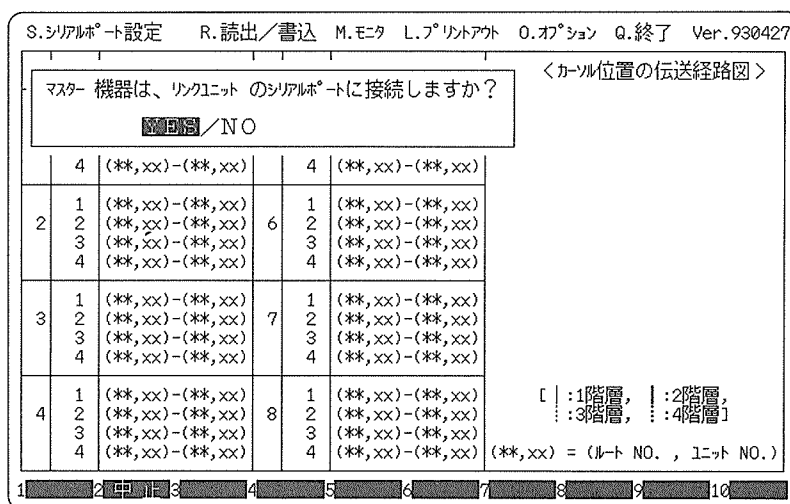 S.シリアルポート設定 R.読出／書込 M.モニタ L.プリントアウト O.オプション Q.終了 Ver.930427
＜カーソル位置の伝送経路図＞
マスター 機器は、リンクユニット のシリアルポートに接続しますか？
YES／NO
4 (**,xx)-(**,xx) 4 (**,xx)-(**,xx)
1 (**,xx)-(**,xx) 1 (**,xx)-(**,xx)
2 2 (**,xx)-(**,xx) 6 2 (**,xx)-(**,xx)
3 (**,xx)-(**,xx) 3 (**,xx)-(**,xx)
4 (**,xx)-(**,xx) 4 (**,xx)-(**,xx)
1 (**,xx)-(**,xx) 1 (**,xx)-(**,xx)
3 2 (**,xx)-(**,xx) 7 2 (**,xx)-(**,xx)
3 (**,xx)-(**,xx) 3 (**,xx)-(**,xx)
4 (**,xx)-(**,xx) 4 (**,xx)-(**,xx)
1 (**,xx)-(**,xx) 1 (**,xx)-(**,xx) [ |:1階層, |:2階層,
4 2 (**,xx)-(**,xx) 8 2 (**,xx)-(**,xx) ⋮:3階層, ⋮:4階層]
3 (**,xx)-(**,xx) 3 (**,xx)-(**,xx)
4 (**,xx)-(**,xx) 4 (**,xx)-(**,xx) (**,xx) = (ルート NO. , ユニット NO.)
1 2 中 止 3 4 5 6 7 8 9 10